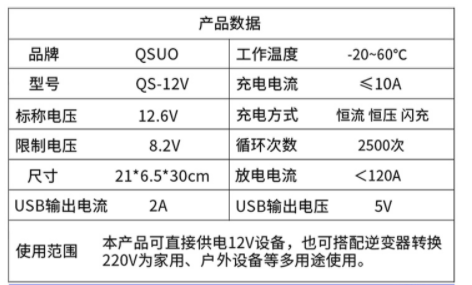 产品数据
品牌 QSUO 工作温度 -20~60℃
型号 QS-12V 充电电流 ≤10A
标称电压 12.6V 充电方式 恒流 恒压 闪充
限制电压 8.2V 循环次数 2500次
尺寸 21*6.5*30cm 放电电流 <120A
USB输出电流 2A USB输出电压 5V
使用范围 本产品可直接供电12V设备，也可搭配逆变器转换
220V为家用、户外设备等多用途使用。